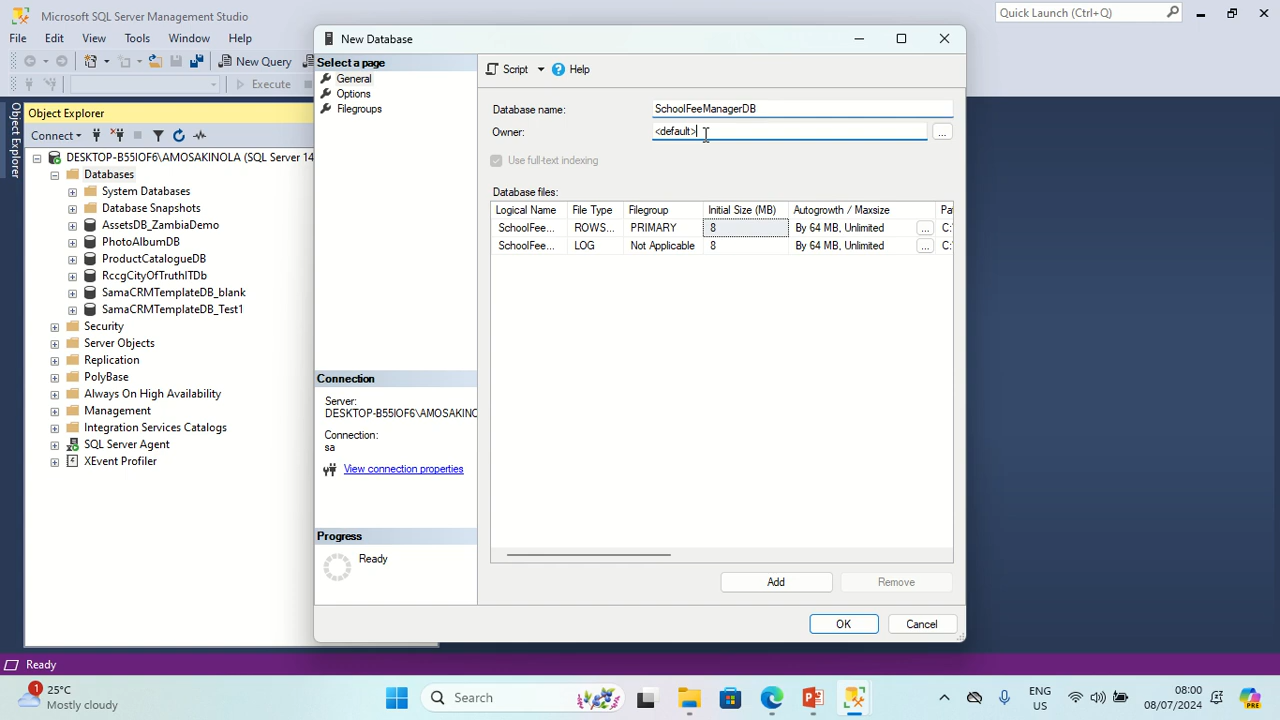 Microsoft SQL Server Management Studio
Quick Launch (Ctrl+Q)
File Edit View Tools Window Help
New Query
Execute
Object Explorer
Object Explorer
Connect
DESKTOP-B55IOF6\AMOSAKINOLA (SQL Server 14
Databases
System Databases
Database Snapshots
AssetsDB_ZambiaDemo
PhotoAlbumDB
ProductCatalogueDB
RccgCityOfTruthITDb
SamaCRMTemplateDB_blank
SamaCRMTemplateDB_Test1
Security
Server Objects
Replication
PolyBase
Always On High Availability
Management
Integration Services Catalogs
SQL Server Agent
XEvent Profiler
New Database
Select a page
General
Options
Filegroups
Connection
Server:
DESKTOP-B55IOF6\AMOSAKINO
Connection:
sa
View connection properties
Progress
Ready
Script Help
Database name: SchoolFeeManagerDB
Owner: <default> ...
Use full-text indexing
Database files:
Logical Name File Type Filegroup Initial Size (MB) Autogrowth / Maxsize Pat
SchoolFee... ROWS... PRIMARY 8 By 64 MB, Unlimited ... C:\
SchoolFee... LOG Not Applicable 8 By 64 MB, Unlimited ... C:\
Add Remove
OK Cancel
Ready
1
25°C
Mostly cloudy
Search
ENG
US
08:00
08/07/2024
PRE